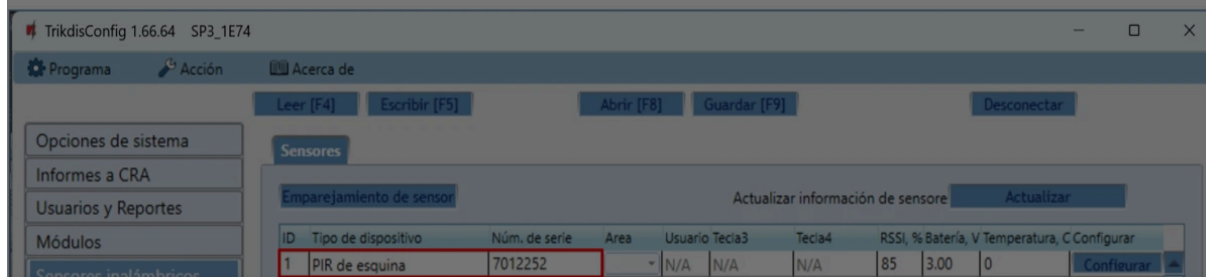 TrikdisConfig 1.66.64 SP3_1E74
Programa Acción Acerca de
Leer [F4] Escribir [F5] Abrir [F8] Guardar [F9] Desconectar
Opciones de sistema
Sensores
Informes a CRA
Emparejamiento de sensor Actualizar información de sensore Actualizar
Usuarios y Reportes
Módulos
ID Tipo de dispositivo Núm. de serie Area Usuario Tecla3 Tecla4 RSSI, % Batería, V Temperatura, C Configurar
1 PIR de esquina 7012252 N/A N/A N/A 85 3.00 0 Configurar
Sensores inalámbricos